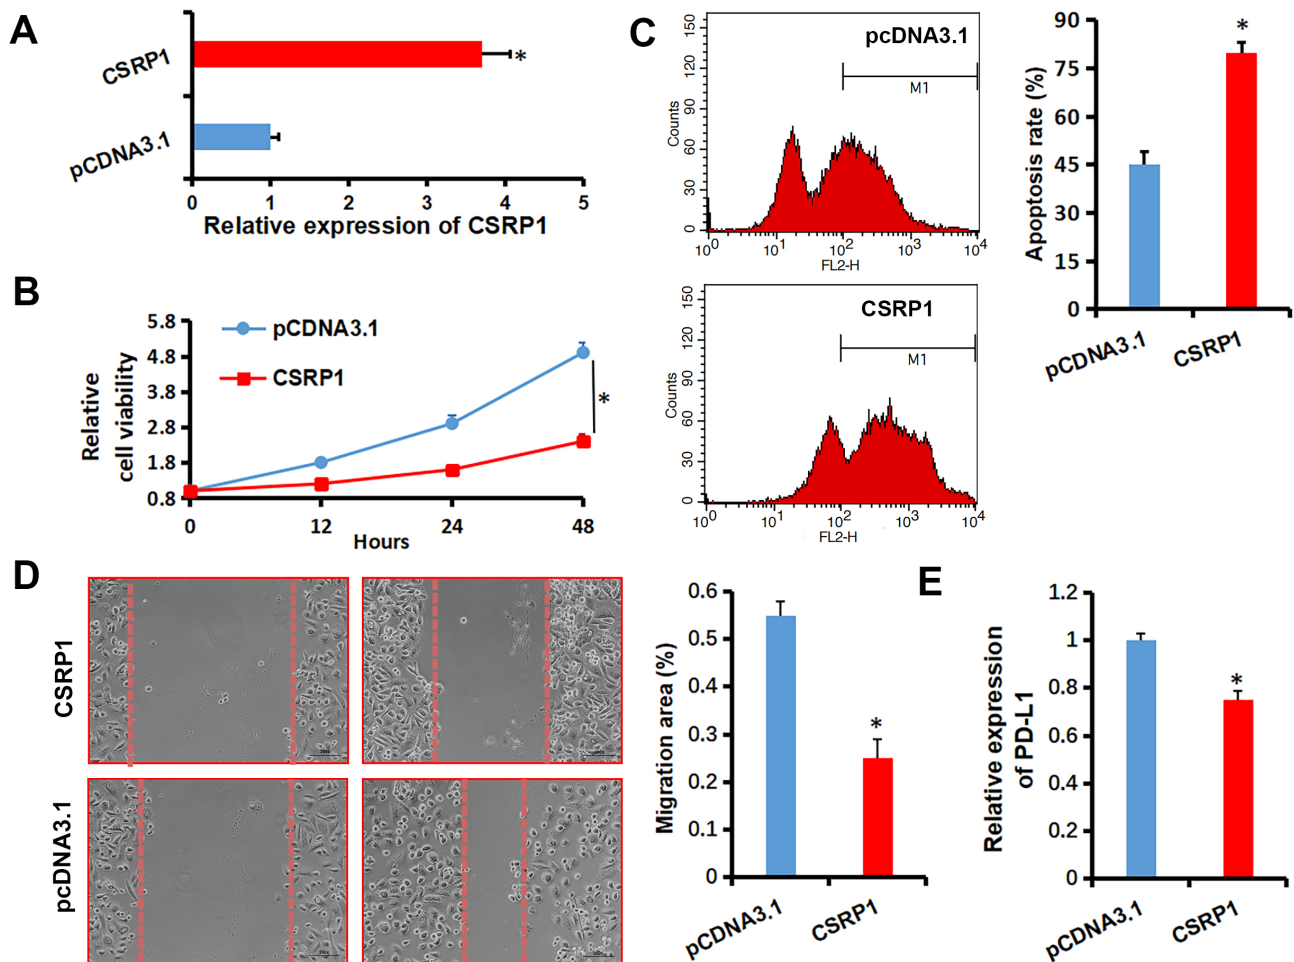 A
CSRP1
*
pCDNA3.1
0 1 2 3 4 5
Relative expression of CSRP1
B
5.8
4.8
3.8
2.8
1.8
0.8
Relative
cell viability
pCDNA3.1
CSRP1
*
0 12 24 48
Hours
C
pcDNA3.1
M1
150
120
90
60
30
0
Counts
10⁰ 10¹ 10² 10³ 10⁴
FL2-H
CSRP1
M1
150
120
90
60
30
0
Counts
10⁰ 10¹ 10² 10³ 10⁴
FL2-H
90
75
60
45
30
15
0
Apoptosis rate (%)
*
pCDNA3.1 CSRP1
D
CSRP1
pcDNA3.1
0.6
0.5
0.4
0.3
0.2
0.1
0
Migration area (%)
*
pCDNA3.1 CSRP1
E
1.2
1
0.8
0.6
0.4
0.2
0
Relative expression
of PD-L1
*
pCDNA3.1 CSRP1